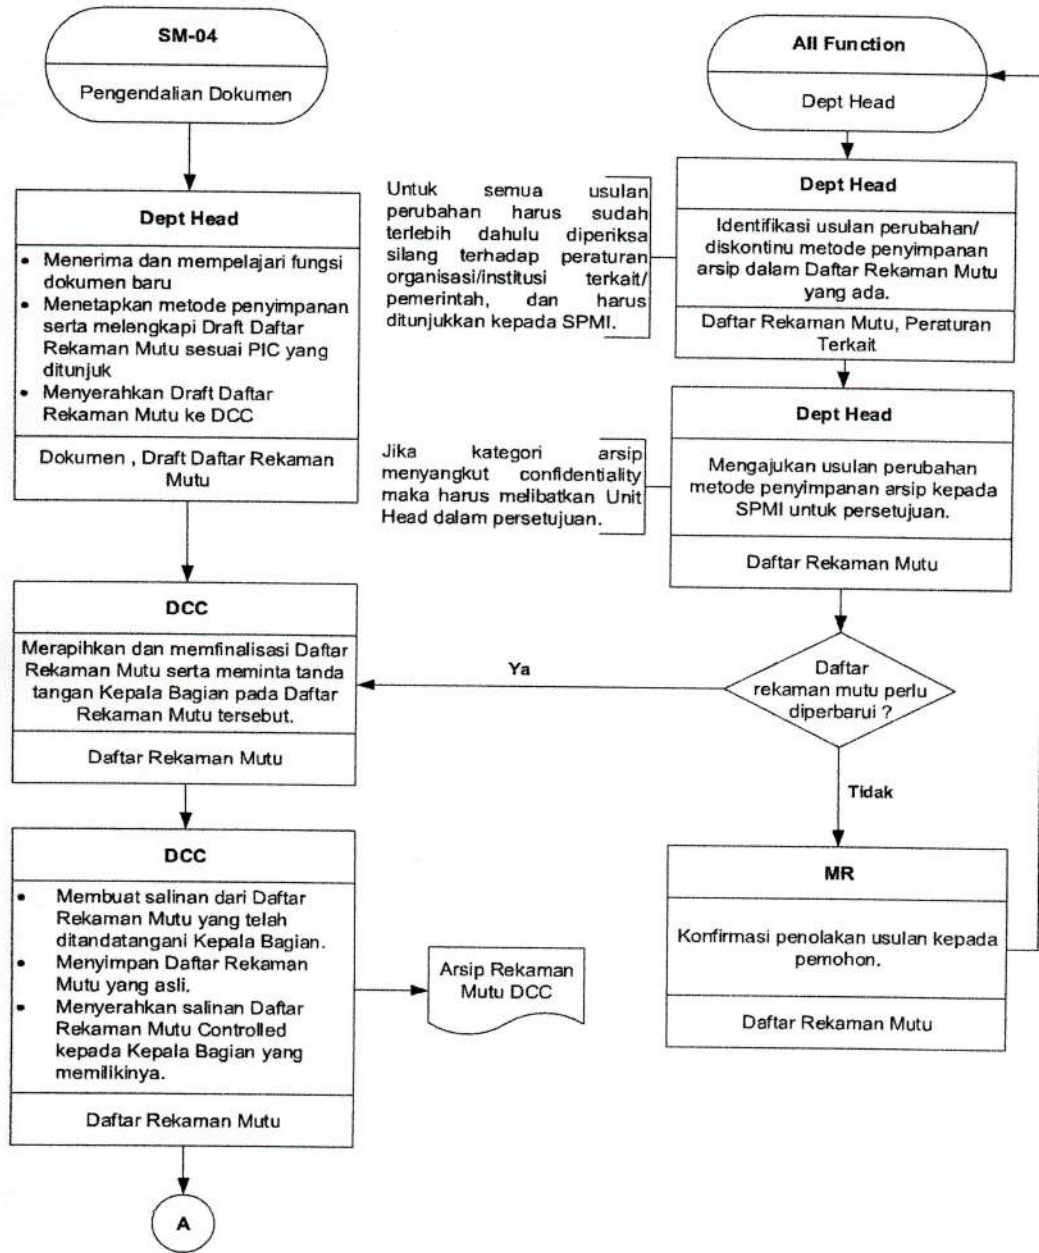 SM-04
Pengendalian Dokumen
Dept Head
• Menerima dan mempelajari fungsi
dokumen baru
• Menetapkan metode penyimpanan
serta melengkapi Draft Daftar
Rekaman Mutu sesuai PIC yang
ditunjuk
• Menyerahkan Draft Daftar
Rekaman Mutu ke DCC
Dokumen , Draft Daftar Rekaman
Mutu
DCC
Merapihkan dan memfinalisasi Daftar
Rekaman Mutu serta meminta tanda
tangan Kepala Bagian pada Daftar
Rekaman Mutu tersebut.
Daftar Rekaman Mutu
DCC
• Membuat salinan dari Daftar
Rekaman Mutu yang telah
ditandatangani Kepala Bagian.
• Menyimpan Daftar Rekaman
Mutu yang asli.
• Menyerahkan salinan Daftar
Rekaman Mutu Controlled
kepada Kepala Bagian yang
memilikinya.
Daftar Rekaman Mutu
A
Arsip Rekaman
Mutu DCC
All Function
Dept Head
Untuk semua usulan
perubahan harus sudah
terlebih dahulu diperiksa
silang terhadap peraturan
organisasi/institusi terkait/
pemerintah, dan harus
ditunjukkan kepada SPMI.
Dept Head
Identifikasi usulan perubahan/
diskontinu metode penyimpanan
arsip dalam Daftar Rekaman Mutu
yang ada.
Daftar Rekaman Mutu, Peraturan
Terkait
Jika kategori arsip
menyangkut confidentiality
maka harus melibatkan Unit
Head dalam persetujuan.
Dept Head
Mengajukan usulan perubahan
metode penyimpanan arsip kepada
SPMI untuk persetujuan.
Daftar Rekaman Mutu
Daftar
rekaman mutu perlu
diperbarui ?
Ya
Tidak
MR
Konfirmasi penolakan usulan kepada
pemohon.
Daftar Rekaman Mutu